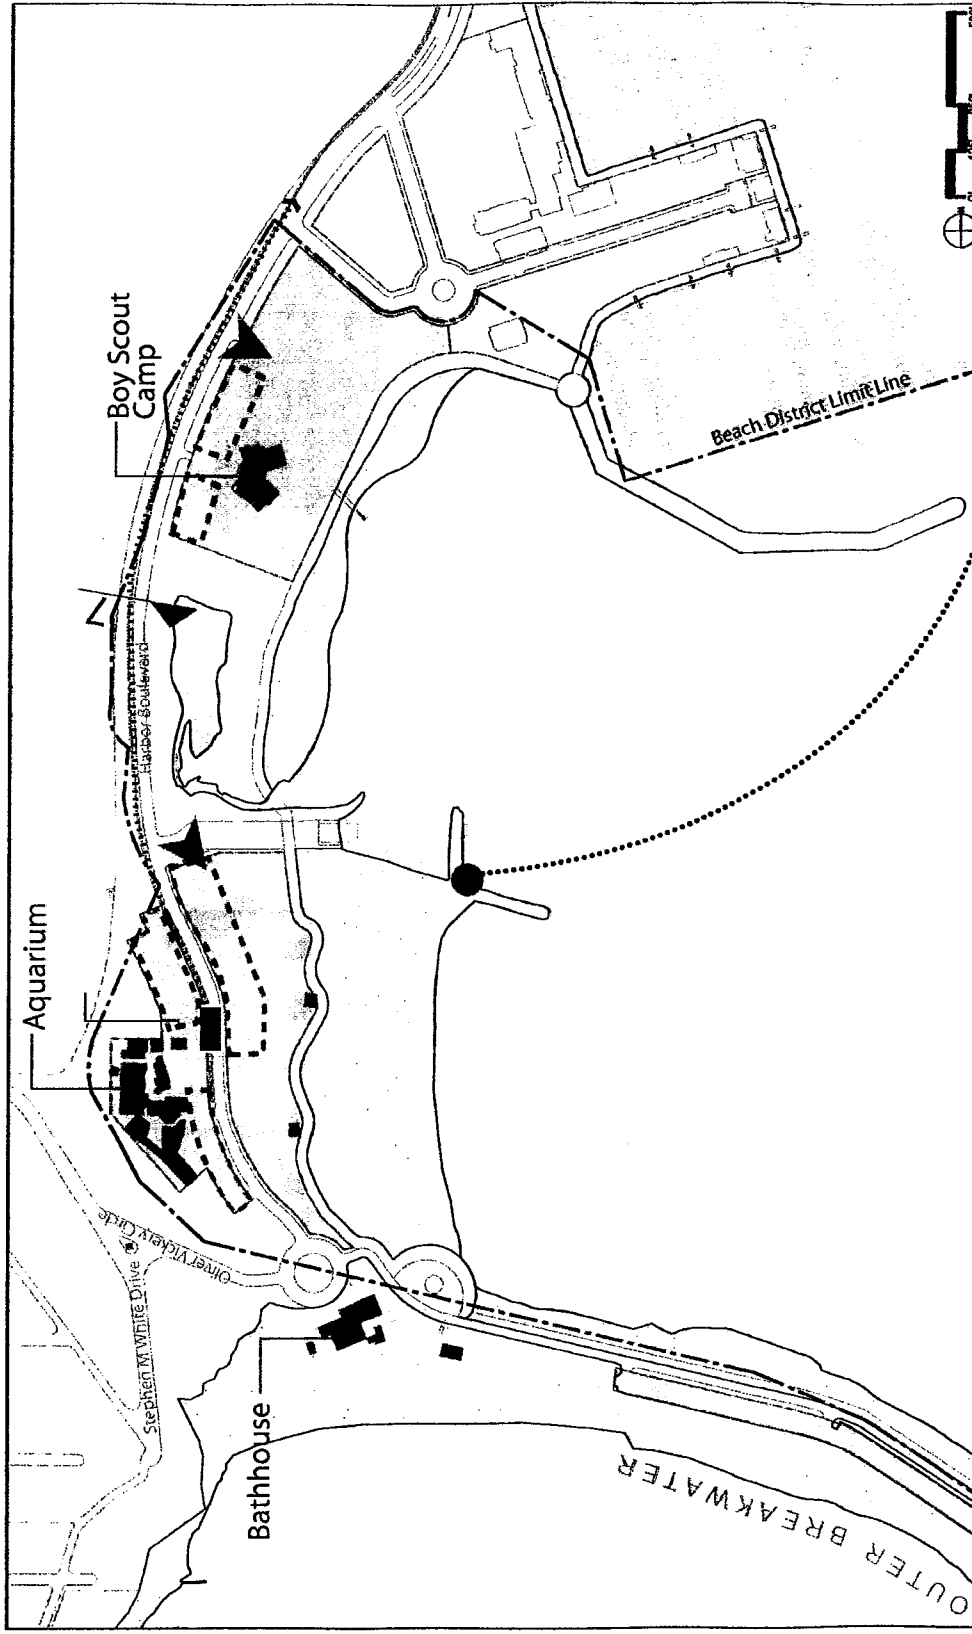 Boy Scout
Camp
Beach District Limit Line
Harbor Boulevard
Aquarium
Oliver Vickery Circle
Stephen M White Drive
Bathhouse
OUTER BREAKWATER